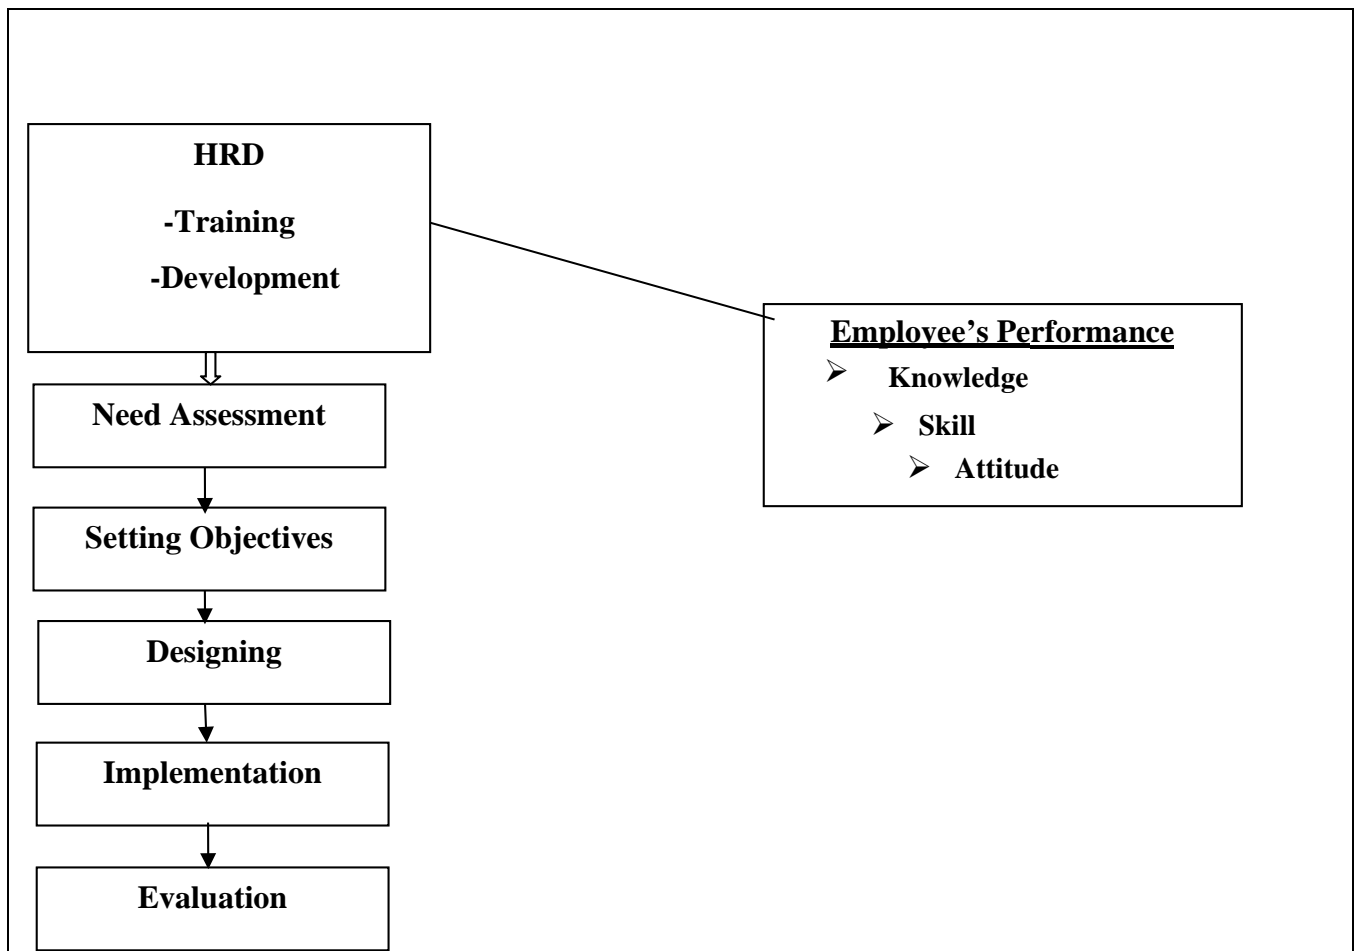 HRD
-Training
-Development
Employee’s Performance
➢ Knowledge
➢ Skill
➢ Attitude
Need Assessment
Setting Objectives
Designing
Implementation
Evaluation